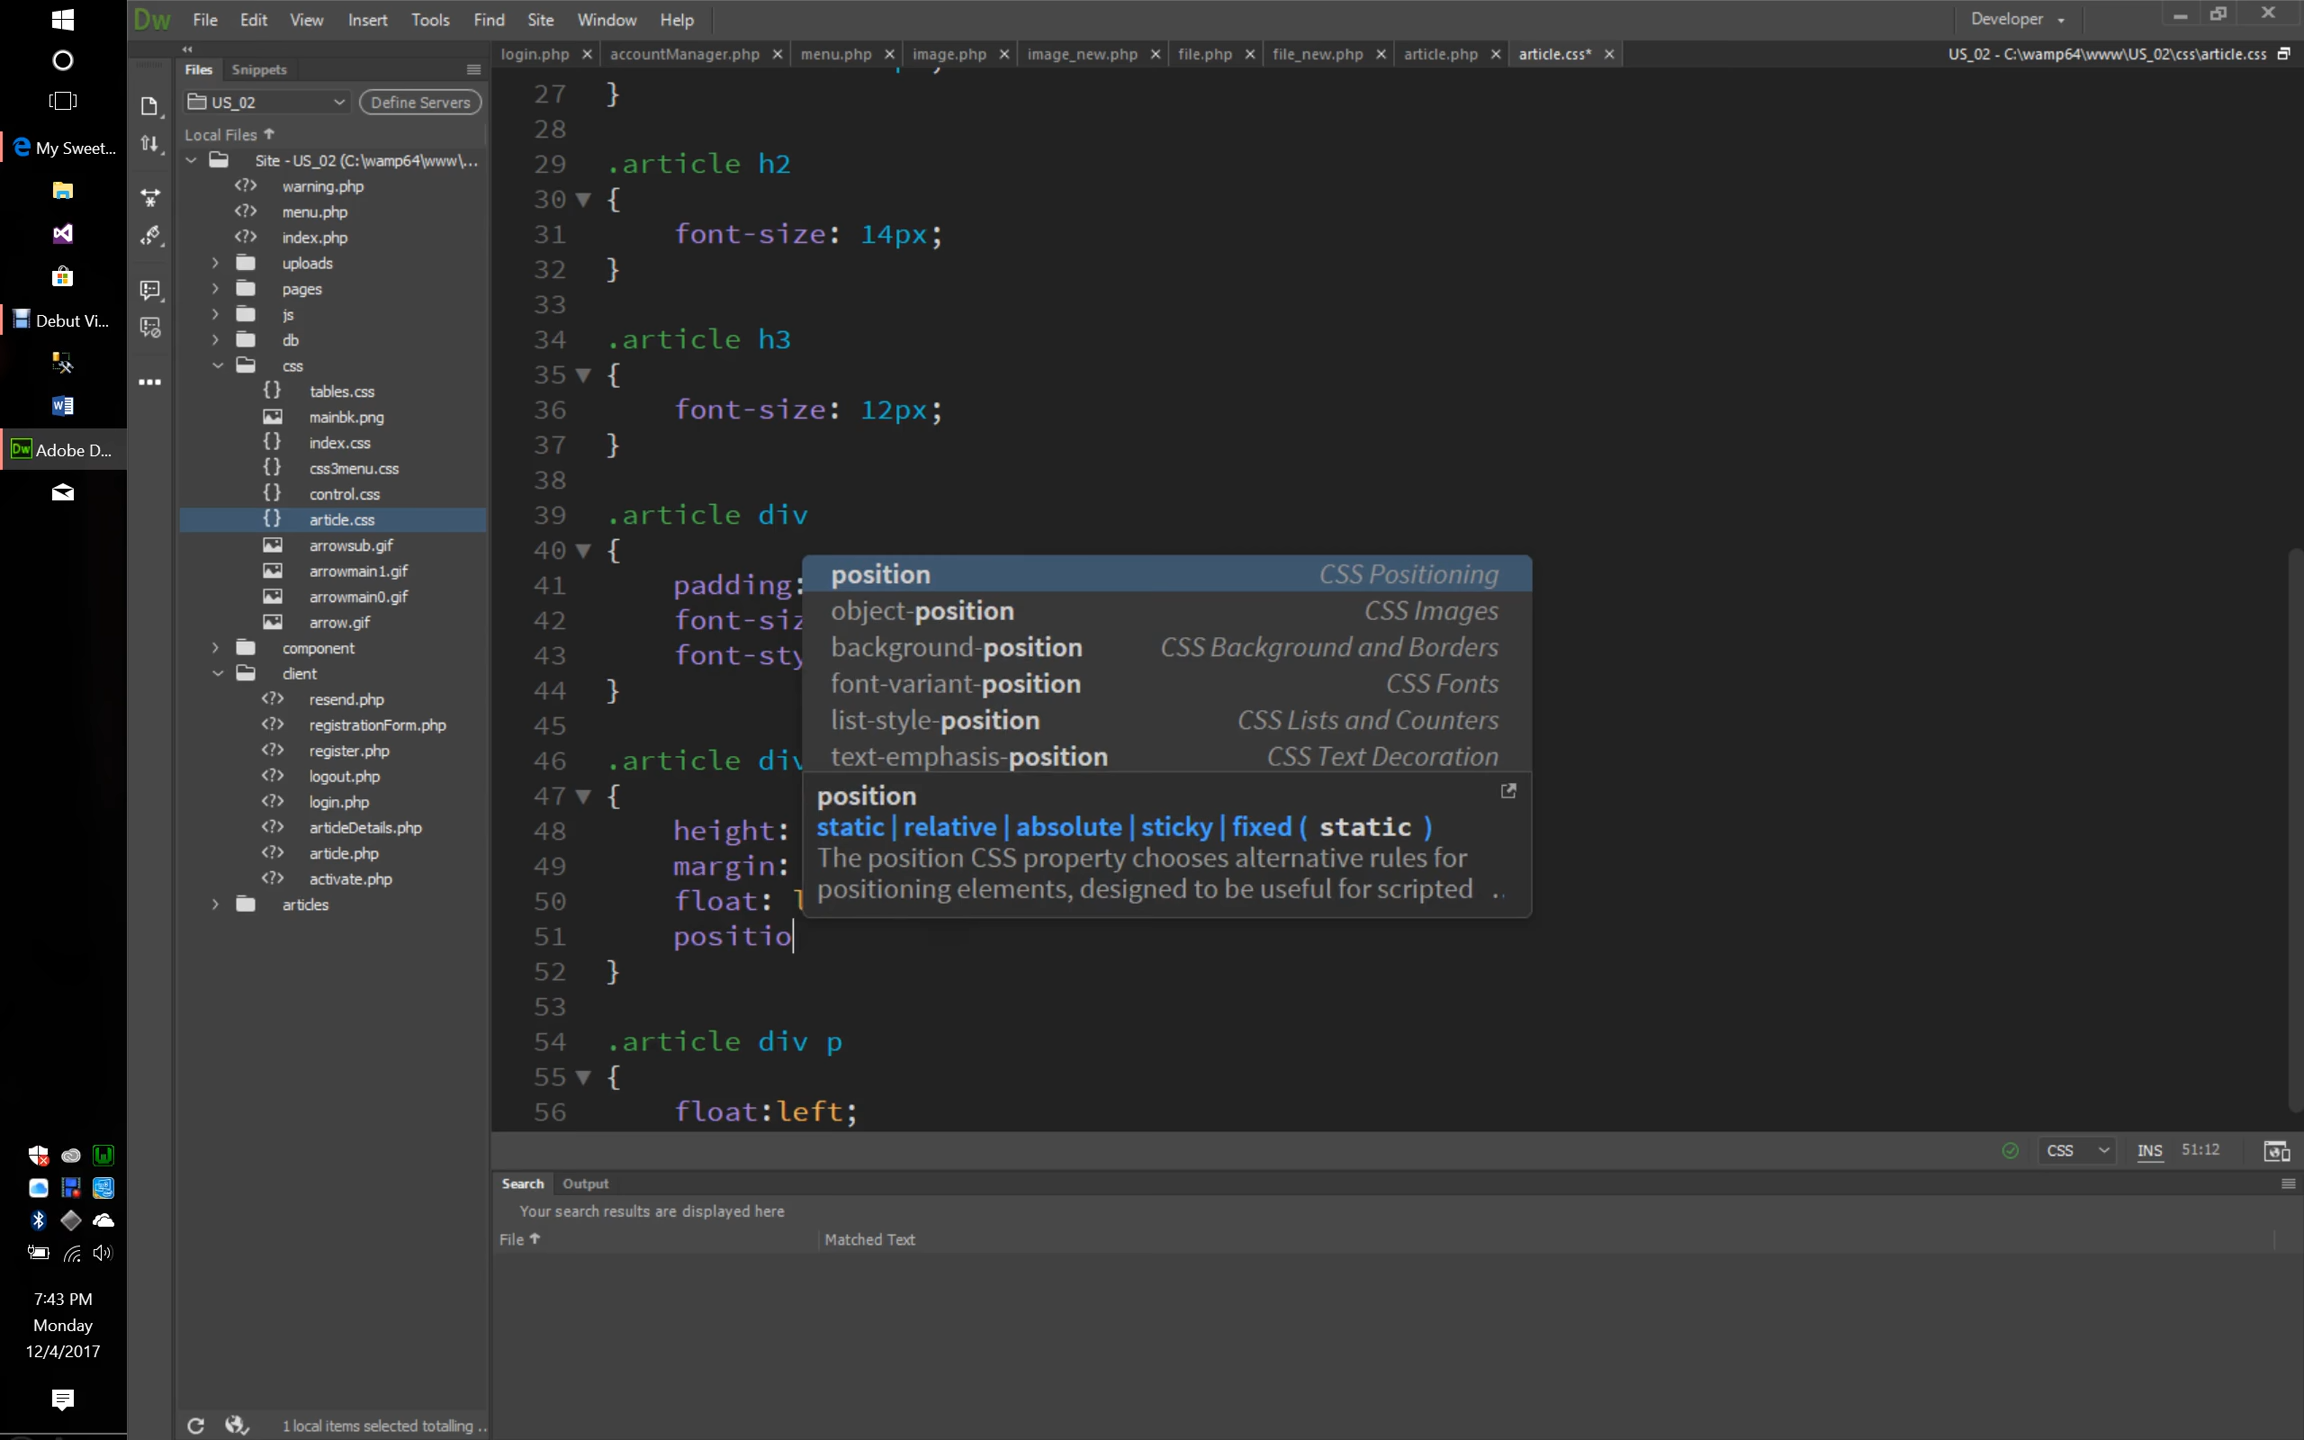 Dw File Edit View Insert Tools Find Site Window Help Developer
login.php accountManager.php menu.php image.php image_new.php file.php file_new.php article.php article.css* US_02 - C:\wamp64\www\US_02\css\article.css
My Sweet...
Debut Vi...
Dw Adobe D...
7:43 PM
Monday
12/4/2017
Files Snippets
US_02 Define Servers
Local Files
Site - US_02 (C:\wamp64\www\...
warning.php
menu.php
index.php
uploads
pages
js
db
css
tables.css
mainbk.png
index.css
css3menu.css
control.css
article.css
arrowsub.gif
arrowmain1.gif
arrowmain0.gif
arrow.gif
component
client
resend.php
registrationForm.php
register.php
logout.php
login.php
articleDetails.php
article.php
activate.php
articles
1 local items selected totalling ..
27 }
28
29 .article h2
30 {
31 font-size: 14px;
32 }
33
34 .article h3
35 {
36 font-size: 12px;
37 }
38
39 .article div
40 {
41 padding:
42 font-siz
43 font-sty
44 }
45
46 .article div
47 {
48 height:
49 margin:
50 float: l
51 positio
52 }
53
54 .article div p
55 {
56 float:left;
position CSS Positioning
object-position CSS Images
background-position CSS Background and Borders
font-variant-position CSS Fonts
list-style-position CSS Lists and Counters
text-emphasis-position CSS Text Decoration
position
static | relative | absolute | sticky | fixed ( static )
The position CSS property chooses alternative rules for
positioning elements, designed to be useful for scripted ..
CSS INS 51:12
Search Output
Your search results are displayed here
File Matched Text